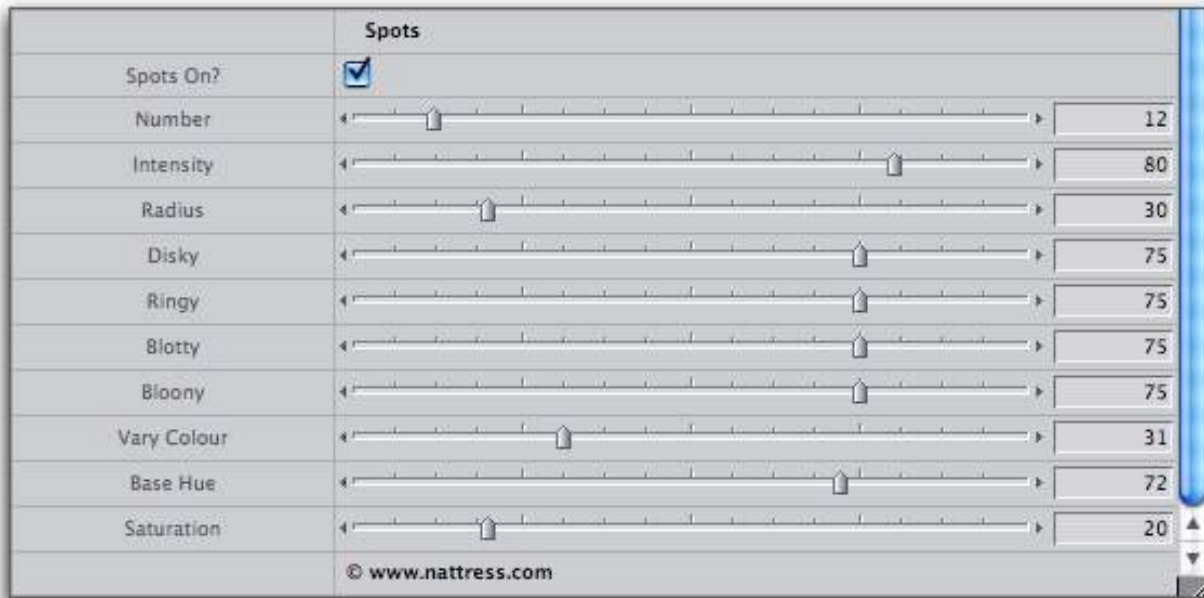 Spots
Spots On?
Number 12
Intensity 80
Radius 30
Disky 75
Ringy 75
Blotty 75
Bloony 75
Vary Colour 31
Base Hue 72
Saturation 20
© www.nattress.com